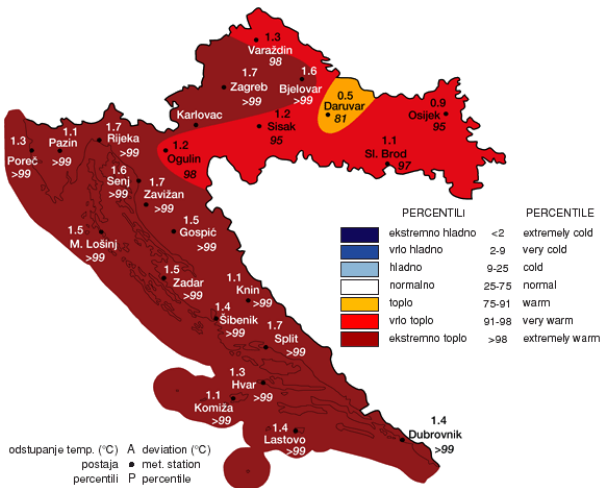 1.3
Varaždin
98
1.7
Zagreb
>99
1.6
Bjelovar
>99
0.5
Daruvar
81
0.9
Osijek
95
Karlovac
1.2
Sisak
95
1.1
Sl. Brod
97
1.3
Poreč
>99
1.1
Pazin
>99
1.7
Rijeka
>99
1.2
Ogulin
98
1.6
Senj
>99
1.7
Zavižan
>99
1.5
M. Lošinj
>99
1.5
Gospić
>99
1.5
Zadar
>99
1.1
Knin
>99
1.4
Šibenik
>99
1.7
Split
>99
1.3
Hvar
>99
1.1
Komiža
>99
1.4
Lastovo
>99
1.4
Dubrovnik
>99
PERCENTILI PERCENTILE
ekstremno hladno <2 extremely cold
vrlo hladno 2-9 very cold
hladno 9-25 cold
normalno 25-75 normal
toplo 75-91 warm
vrlo toplo 91-98 very warm
ekstremno toplo >98 extremely warm
odstupanje temp. (°C) A deviation (°C)
postaja ● met. station
percentili P percentile